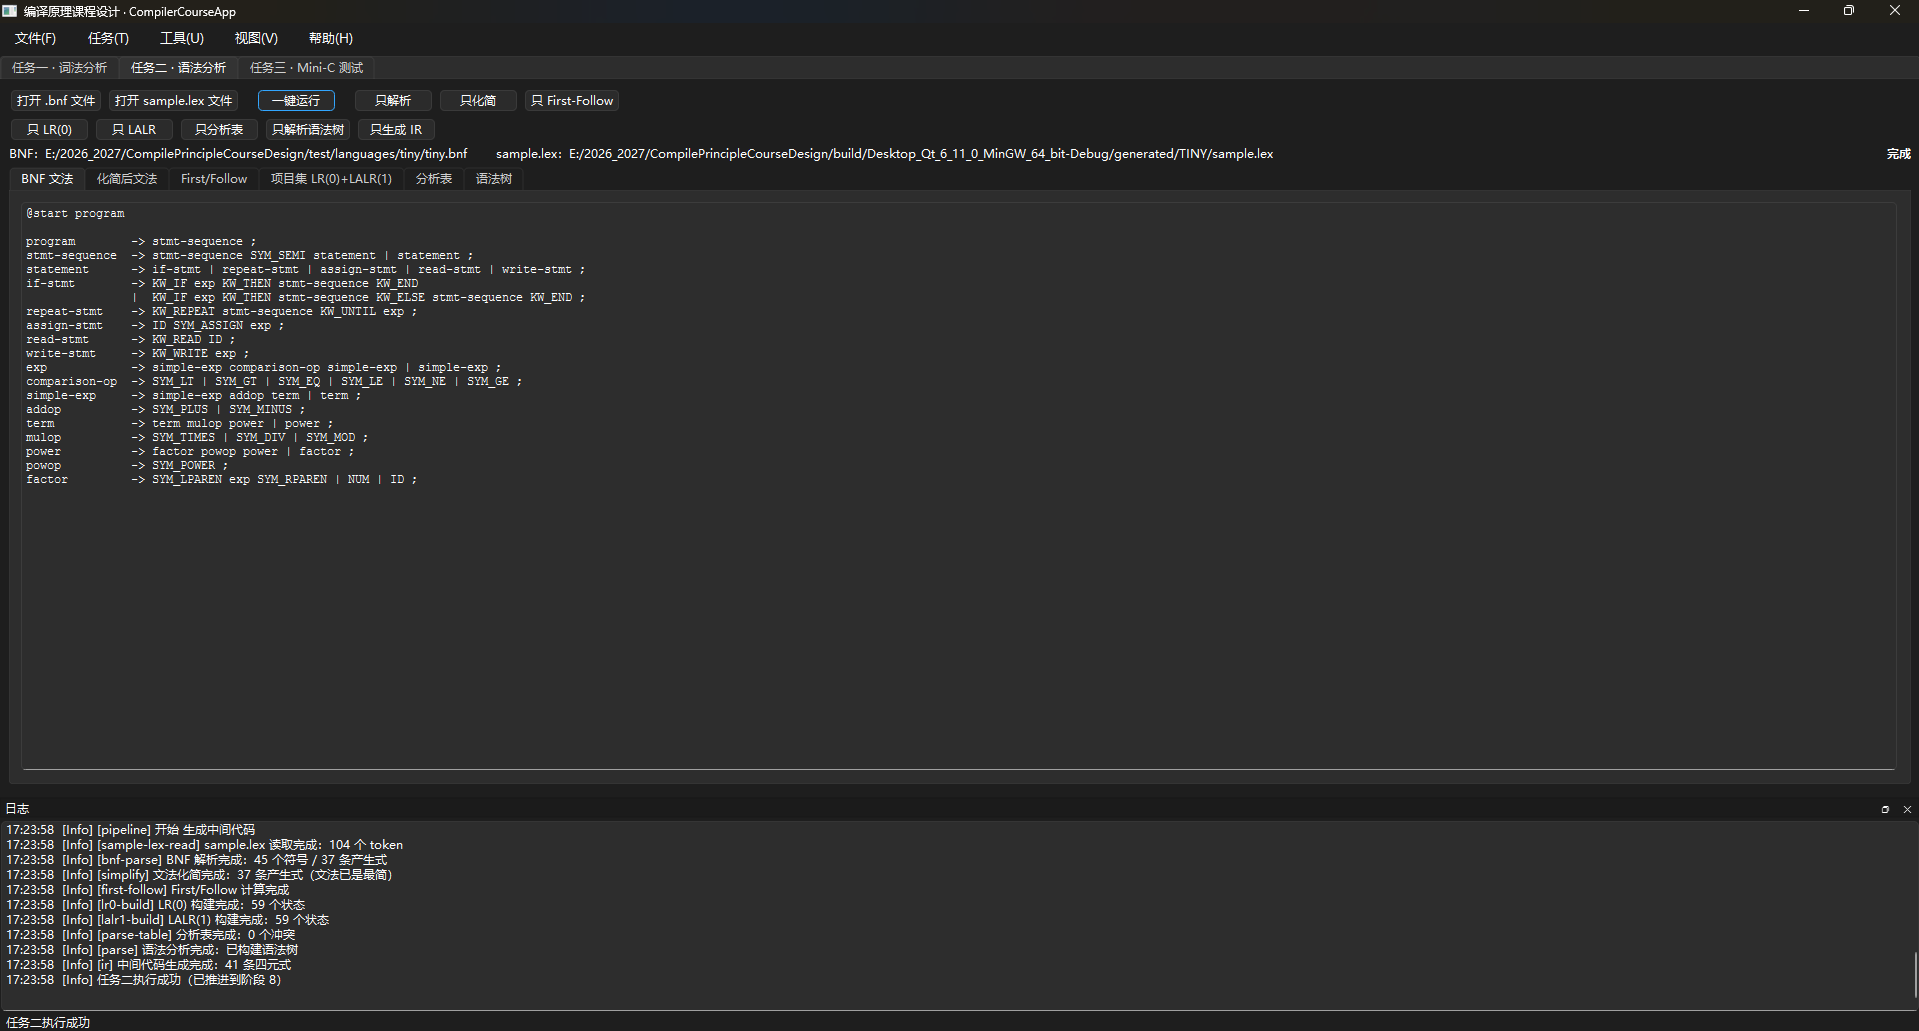 编译原理课程设计 · CompilerCourseApp
文件(F) 任务(T) 工具(U) 视图(V) 帮助(H)
任务一 · 词法分析 任务二 · 语法分析 任务三 · Mini-C 测试
打开 .bnf 文件 打开 sample.lex 文件 一键运行 只解析 只化简 只 First-Follow
只 LR(0) 只 LALR 只分析表 只解析语法树 只生成 IR
BNF: E:/2026_2027/CompilePrincipleCourseDesign/test/languages/tiny/tiny.bnf sample.lex: E:/2026_2027/CompilePrincipleCourseDesign/build/Desktop_Qt_6_11_0_MinGW_64_bit-Debug/generated/TINY/sample.lex 完成
BNF 文法 化简后文法 First/Follow 项目集 LR(0)+LALR(1) 分析表 语法树
@start program
program -> stmt-sequence ;
stmt-sequence -> stmt-sequence SYM_SEMI statement | statement ;
statement -> if-stmt | repeat-stmt | assign-stmt | read-stmt | write-stmt ;
if-stmt -> KW_IF exp KW_THEN stmt-sequence KW_END
| KW_IF exp KW_THEN stmt-sequence KW_ELSE stmt-sequence KW_END ;
repeat-stmt -> KW_REPEAT stmt-sequence KW_UNTIL exp ;
assign-stmt -> ID SYM_ASSIGN exp ;
read-stmt -> KW_READ ID ;
write-stmt -> KW_WRITE exp ;
exp -> simple-exp comparison-op simple-exp | simple-exp ;
comparison-op -> SYM_LT | SYM_GT | SYM_EQ | SYM_LE | SYM_NE | SYM_GE ;
simple-exp -> simple-exp addop term | term ;
addop -> SYM_PLUS | SYM_MINUS ;
term -> term mulop power | power ;
mulop -> SYM_TIMES | SYM_DIV | SYM_MOD ;
power -> factor powop power | factor ;
powop -> SYM_POWER ;
factor -> SYM_LPAREN exp SYM_RPAREN | NUM | ID ;
日志
17:23:58 [Info] [pipeline] 开始 生成中间代码
17:23:58 [Info] [sample-lex-read] sample.lex 读取完成：104 个 token
17:23:58 [Info] [bnf-parse] BNF 解析完成：45 个符号 / 37 条产生式
17:23:58 [Info] [simplify] 文法化简完成：37 条产生式（文法已是最简）
17:23:58 [Info] [first-follow] First/Follow 计算完成
17:23:58 [Info] [lr0-build] LR(0) 构建完成：59 个状态
17:23:58 [Info] [lalr1-build] LALR(1) 构建完成：59 个状态
17:23:58 [Info] [parse-table] 分析表完成：0 个冲突
17:23:58 [Info] [parse] 语法分析完成：已构建语法树
17:23:58 [Info] [ir] 中间代码生成完成：41 条四元式
17:23:58 [Info] 任务二执行成功（已推进到阶段 8）
任务二执行成功